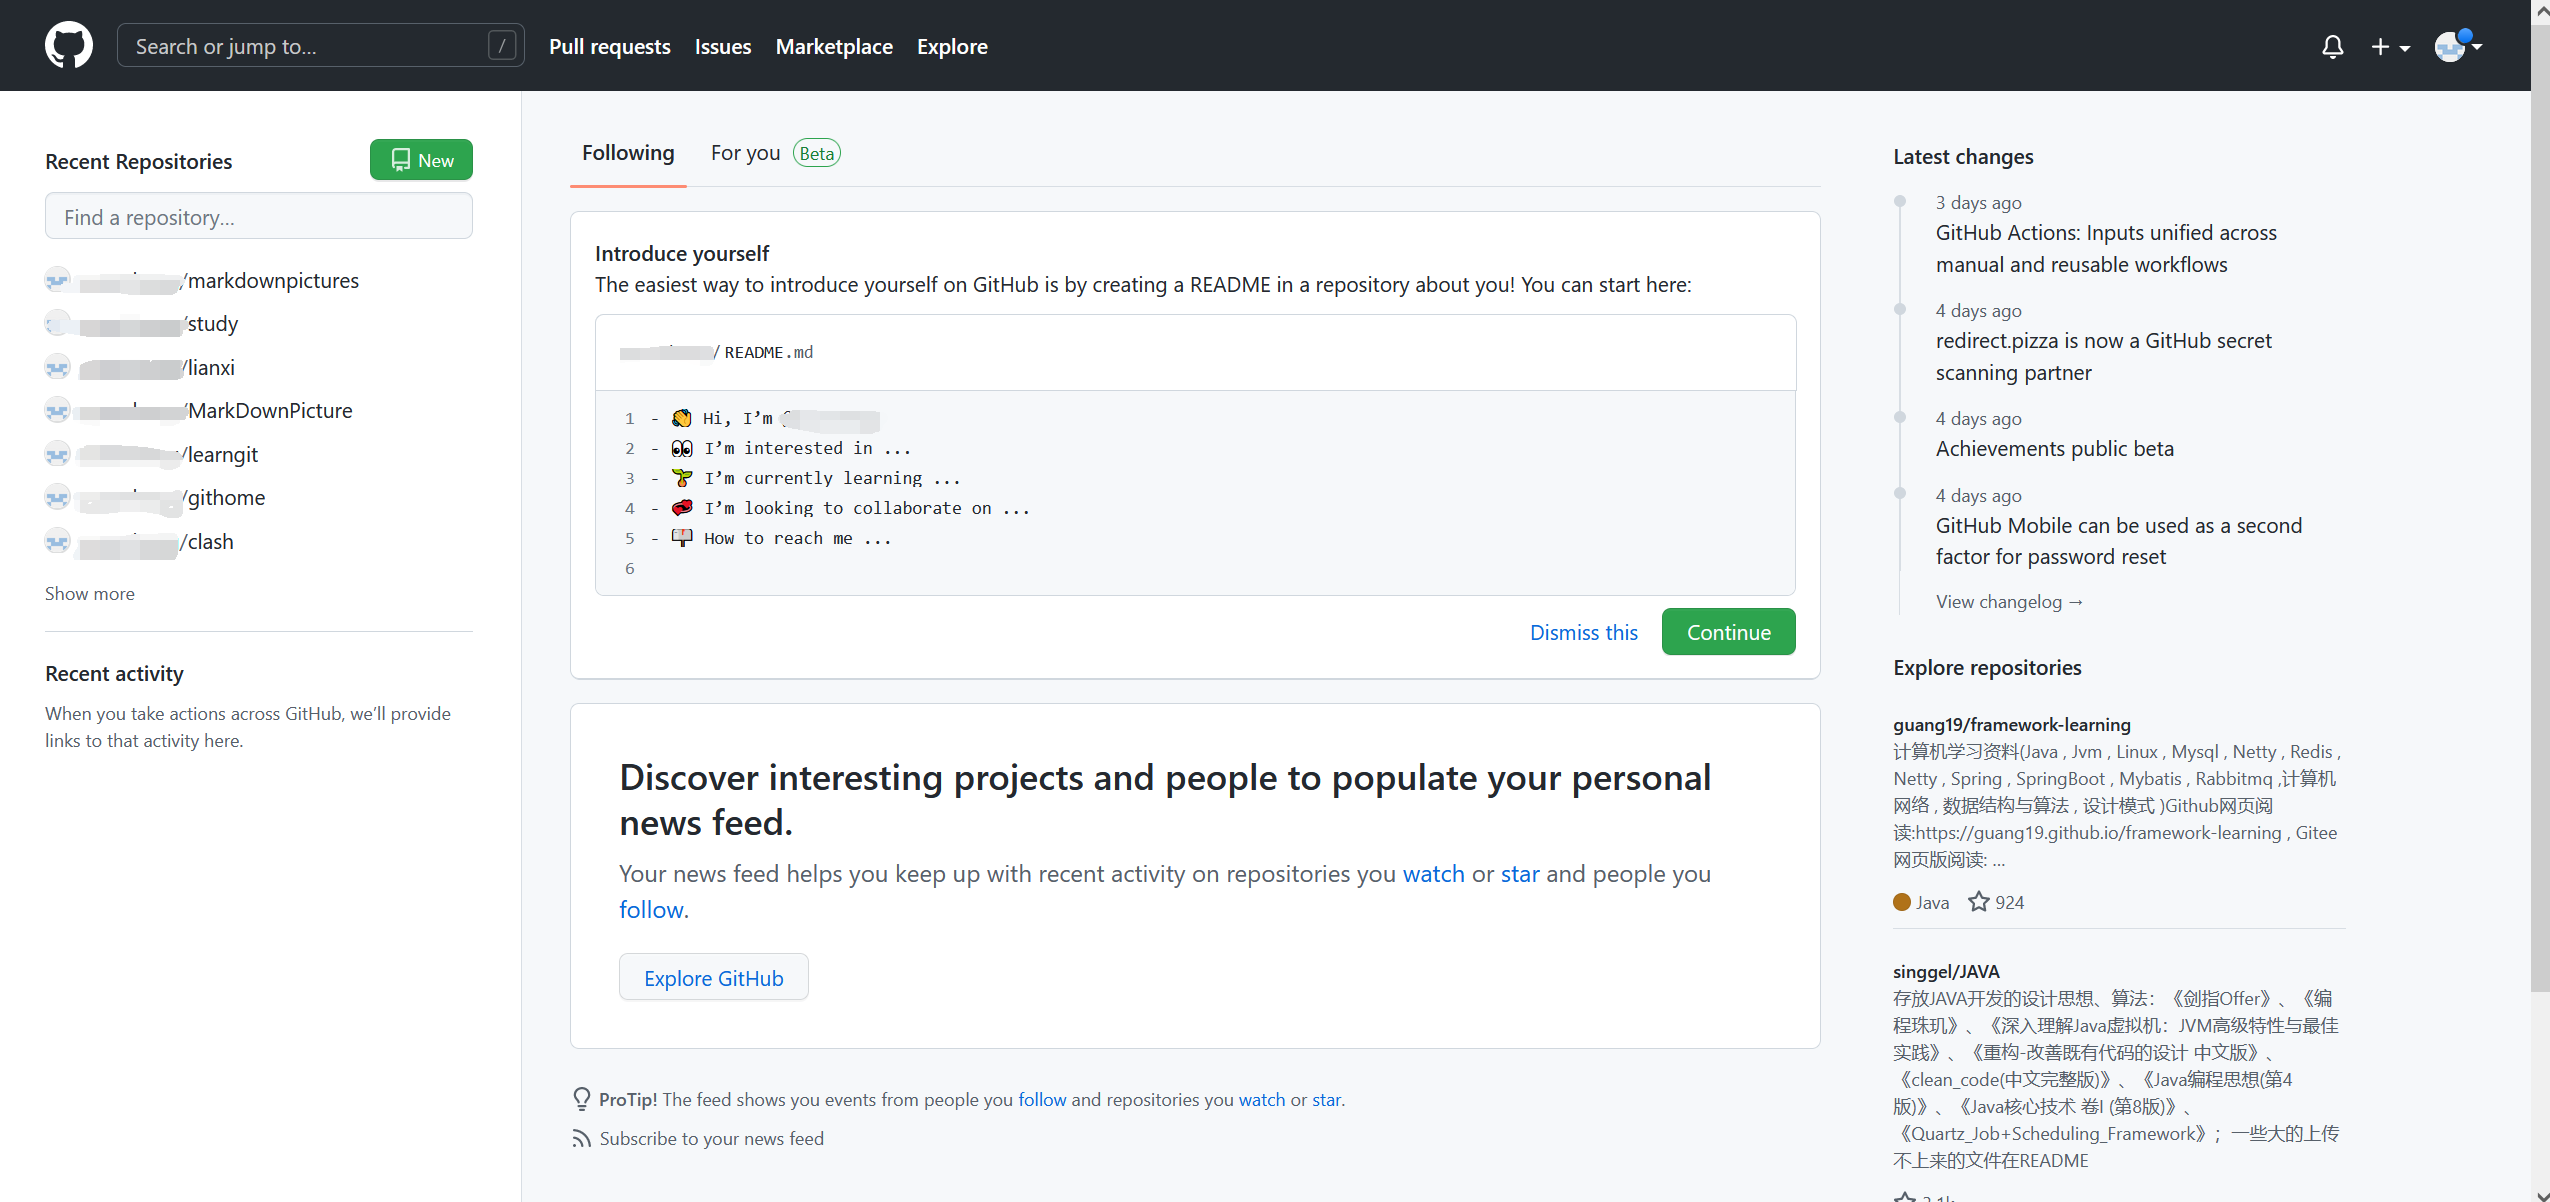 Search or jump to...
/
Pull requests
Issues
Marketplace
Explore
Recent Repositories
New
Find a repository...
/markdownpictures
/study
/lianxi
/MarkDownPicture
/learngit
/githome
/clash
Show more
Recent activity
When you take actions across GitHub, we’ll provide
links to that activity here.
Following
For you
Beta
Introduce yourself
The easiest way to introduce yourself on GitHub is by creating a README in a repository about you! You can start here:
/ README.md
1 - 👋 Hi, I’m
2 - 👀 I’m interested in ...
3 - 🌱 I’m currently learning ...
4 - 💞️ I’m looking to collaborate on ...
5 - 📫 How to reach me ...
6
Dismiss this
Continue
Discover interesting projects and people to populate your personal
news feed.
Your news feed helps you keep up with recent activity on repositories you watch or star and people you
follow.
Explore GitHub
ProTip! The feed shows you events from people you follow and repositories you watch or star.
Subscribe to your news feed
Latest changes
3 days ago
GitHub Actions: Inputs unified across
manual and reusable workflows
4 days ago
redirect.pizza is now a GitHub secret
scanning partner
4 days ago
Achievements public beta
4 days ago
GitHub Mobile can be used as a second
factor for password reset
View changelog →
Explore repositories
guang19/framework-learning
计算机学习资料(Java , Jvm , Linux , Mysql , Netty , Redis ,
Netty , Spring , SpringBoot , Mybatis , Rabbitmq ,计算机
网络 , 数据结构与算法 , 设计模式 )Github网页阅
读:https://guang19.github.io/framework-learning , Gitee
网页版阅读: ...
Java
924
singgel/JAVA
存放JAVA开发的设计思想、算法：《剑指Offer》、《编
程珠玑》、《深入理解Java虚拟机：JVM高级特性与最佳
实践》、《重构-改善既有代码的设计 中文版》、
《clean_code(中文完整版)》、《Java编程思想(第4
版)》、《Java核心技术 卷I (第8版)》、
《Quartz_Job+Scheduling_Framework》；一些大的上传
不上来的文件在README